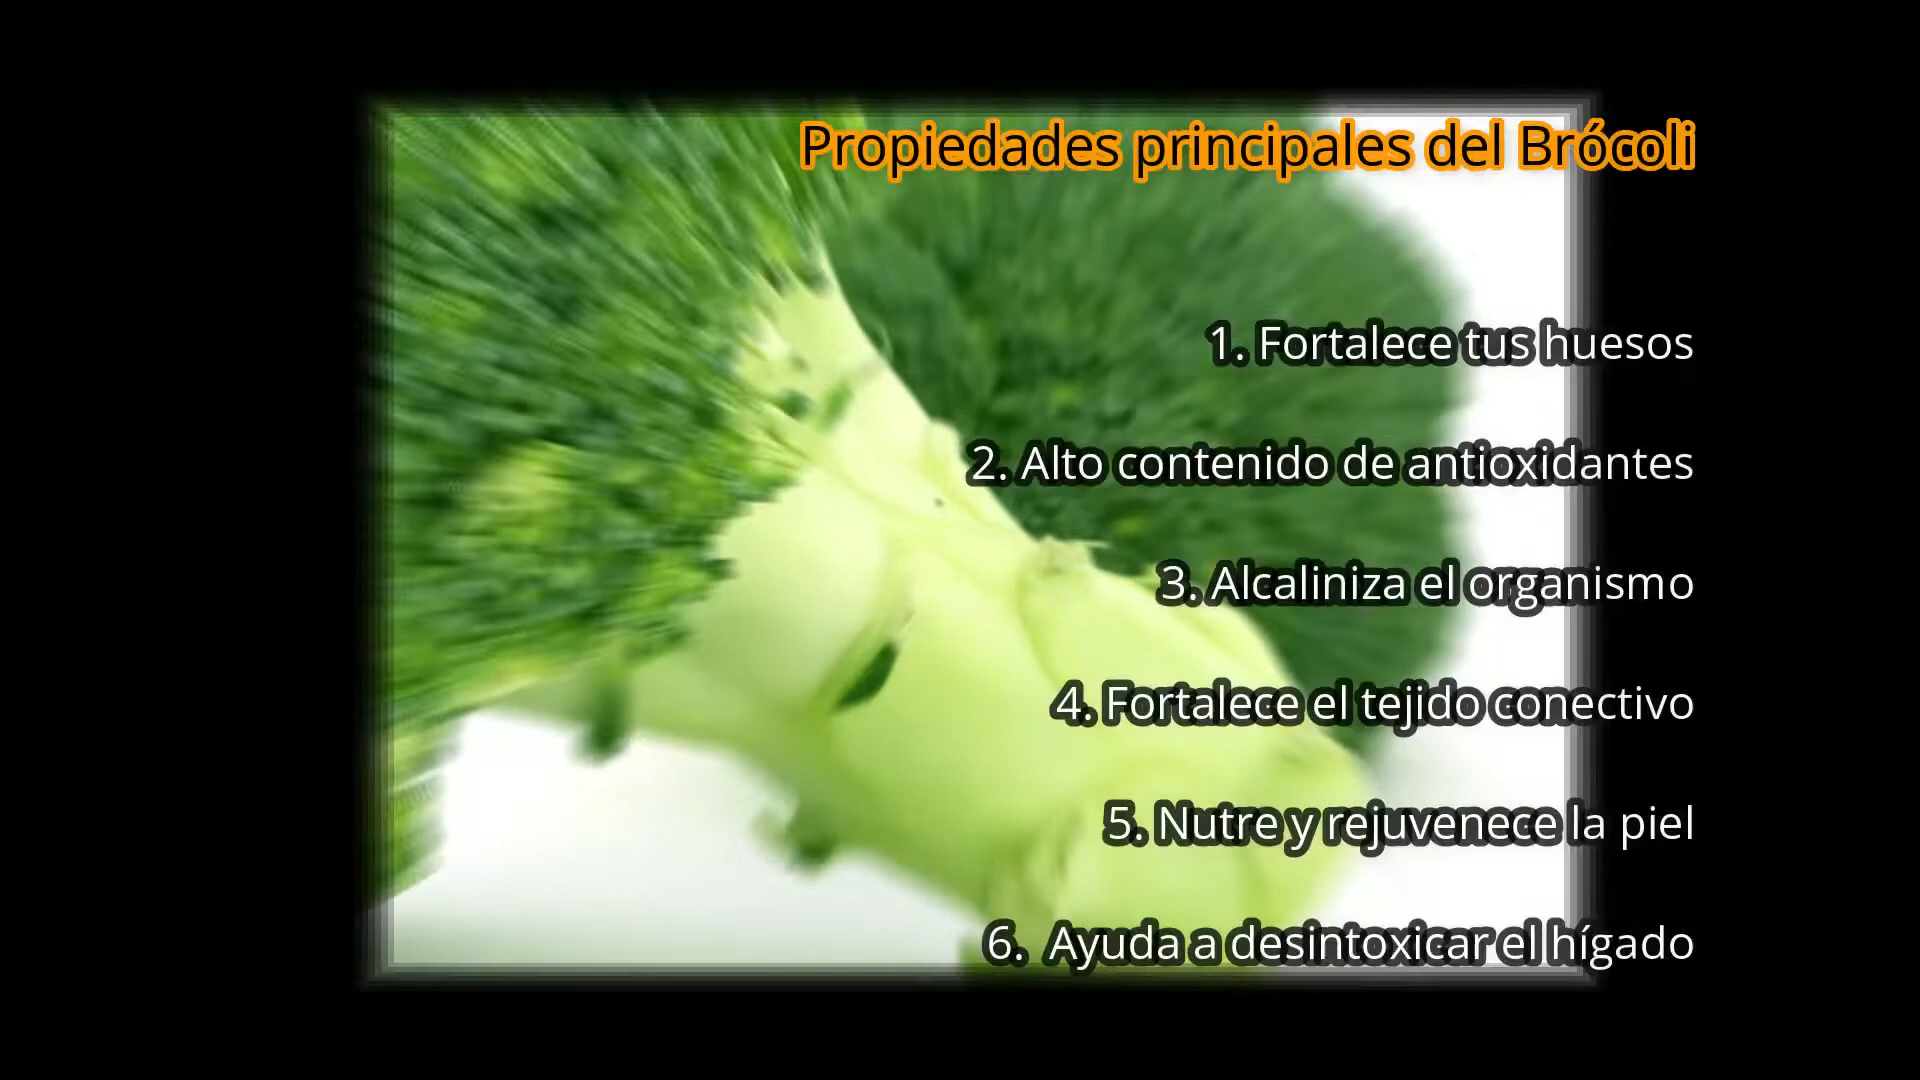 Propiedades principales del Brócoli
1. Fortalece tus huesos
2. Alto contenido de antioxidantes
3. Alcaliniza el organismo
4. Fortalece el tejido conectivo
5. Nutre y rejuvenece la piel
6. Ayuda a desintoxicar el hígado